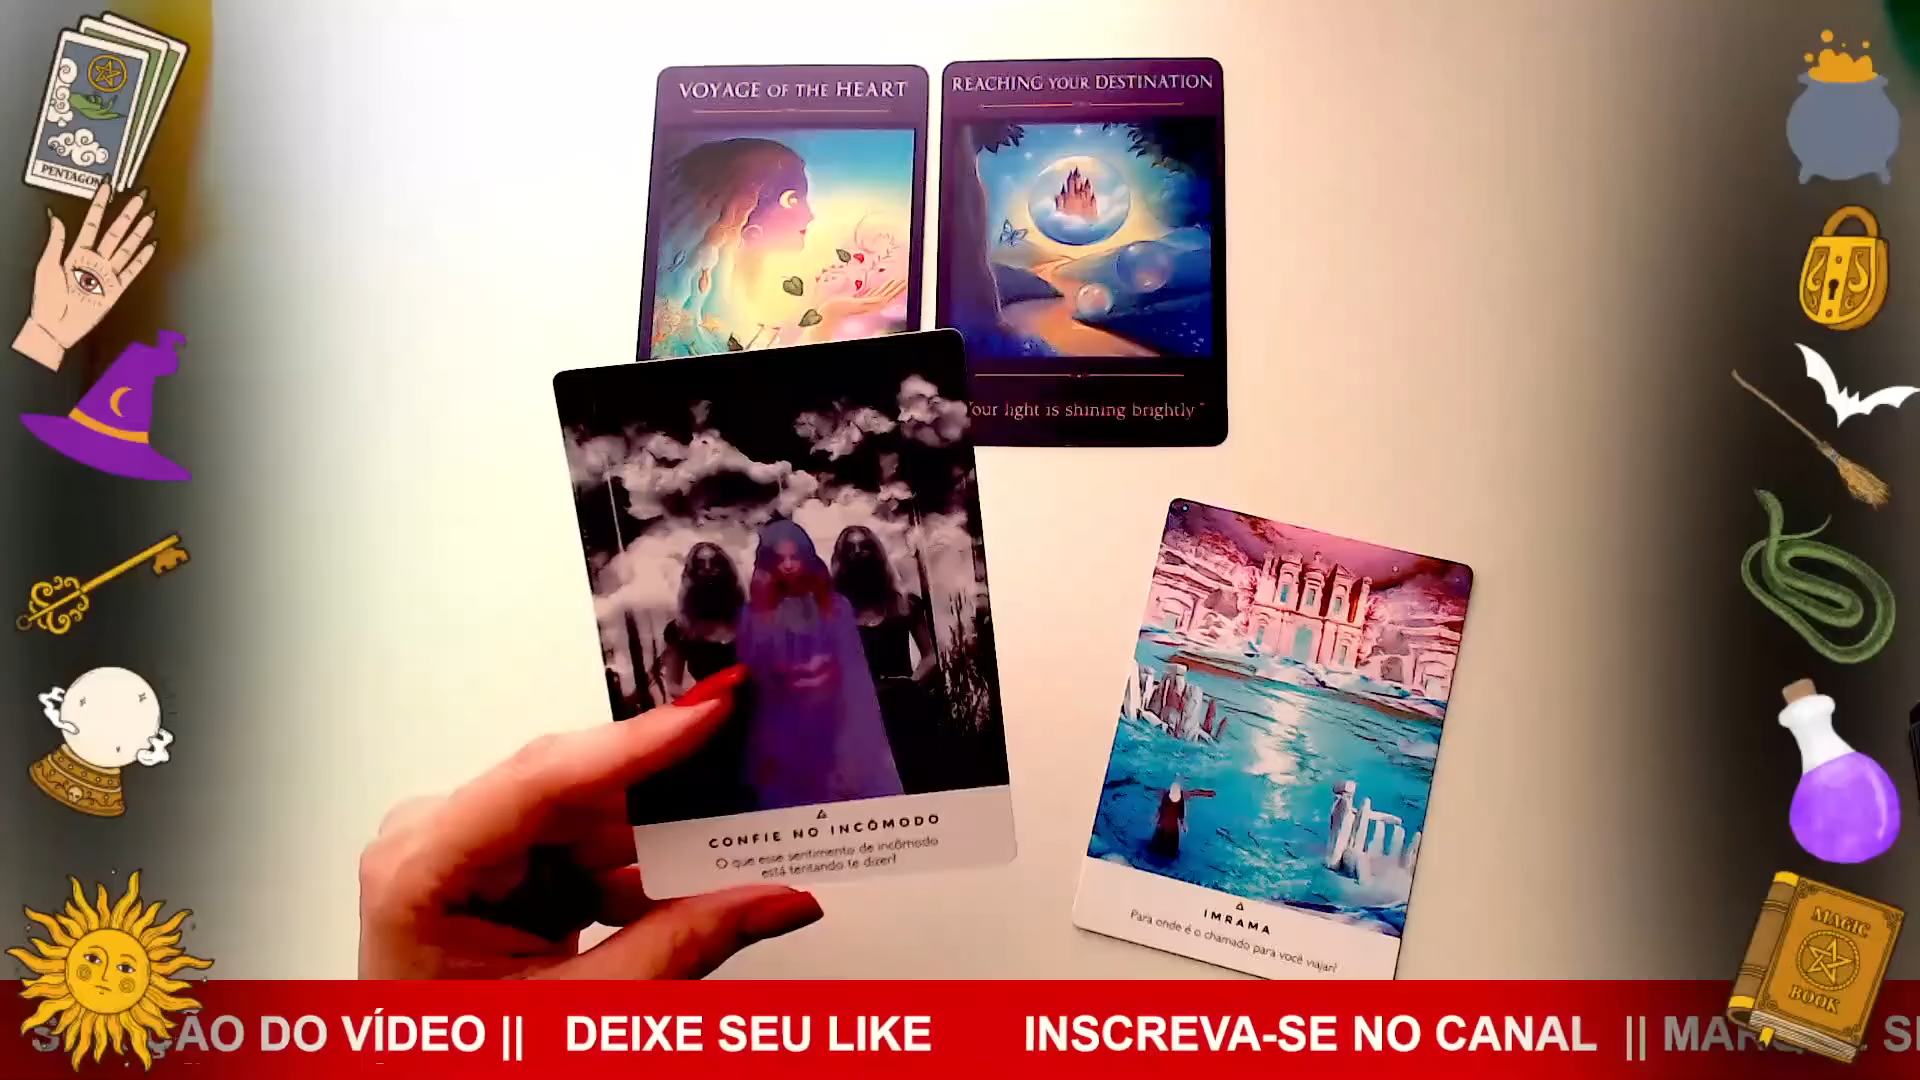 VOYAGE OF THE HEART
REACHING YOUR DESTINATION
PENTAGON
our light is shining brightly"
CONFIE NO INCÔMODO
O que esse sentimento de incômodo
está tentando te dizer?
IMRAMA
Para onde é o chamado para você viajar?
MAGIC
BOOK
ÃO DO VÍDEO || DEIXE SEU LIKE INSCREVA-SE NO CANAL || MAR